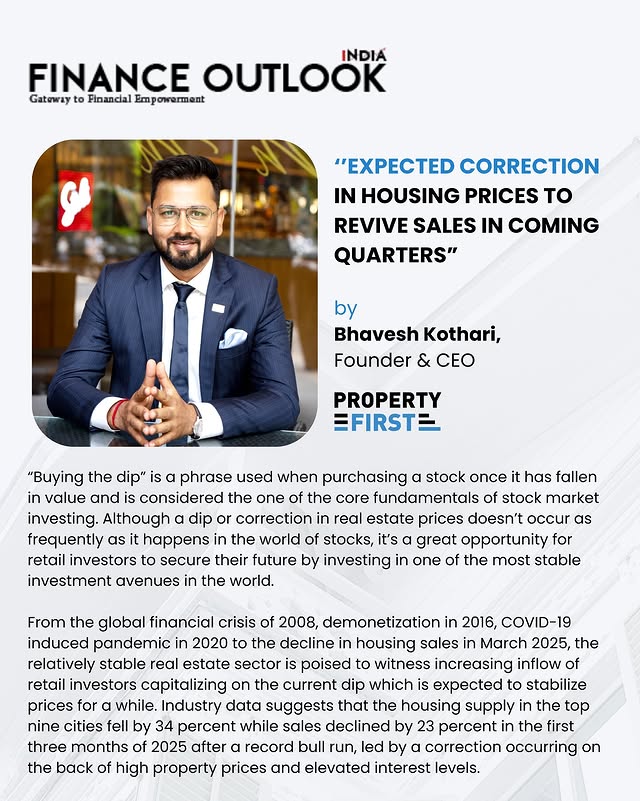 INDIA
FINANCE OUTLOOK
Gateway to Financial Empowerment
‘’EXPECTED CORRECTION
IN HOUSING PRICES TO
REVIVE SALES IN COMING
QUARTERS”
by
Bhavesh Kothari,
Founder & CEO
PROPERTY
FIRST
“Buying the dip” is a phrase used when purchasing a stock once it has fallen
in value and is considered the one of the core fundamentals of stock market
investing. Although a dip or correction in real estate prices doesn’t occur as
frequently as it happens in the world of stocks, it’s a great opportunity for
retail investors to secure their future by investing in one of the most stable
investment avenues in the world.
From the global financial crisis of 2008, demonetization in 2016, COVID-19
induced pandemic in 2020 to the decline in housing sales in March 2025, the
relatively stable real estate sector is poised to witness increasing inflow of
retail investors capitalizing on the current dip which is expected to stabilize
prices for a while. Industry data suggests that the housing supply in the top
nine cities fell by 34 percent while sales declined by 23 percent in the first
three months of 2025 after a record bull run, led by a correction occurring on
the back of high property prices and elevated interest levels.